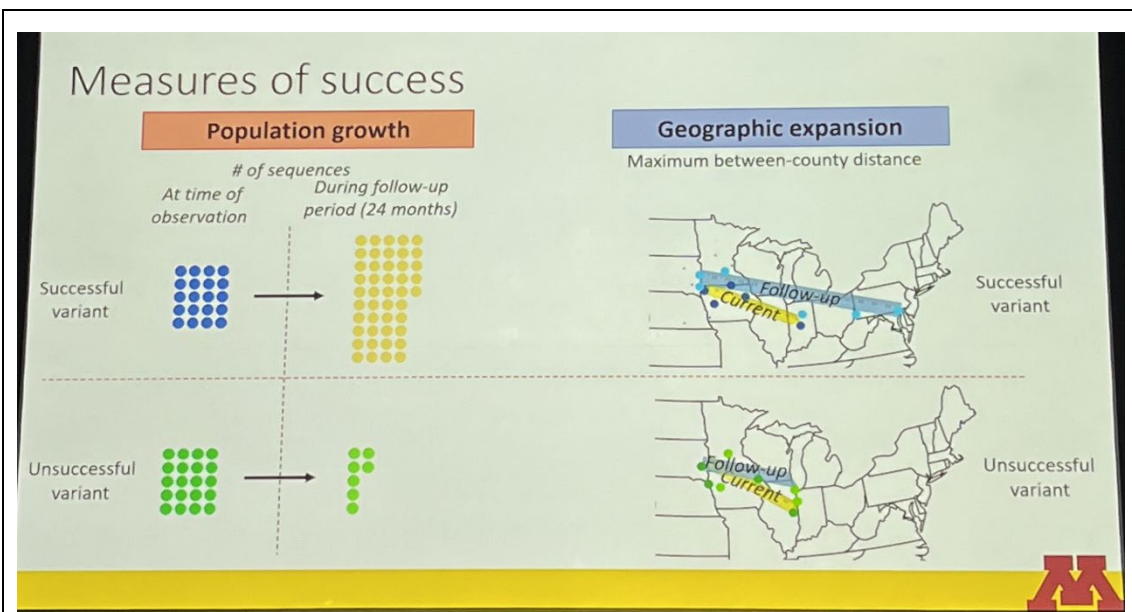 Measures of success
Population growth
# of sequences
At time of
observation
During follow-up
period (24 months)
Successful
variant
Unsuccessful
variant
Geographic expansion
Maximum between-county distance
Follow-up
Current
Successful
variant
Follow-up
Current
Unsuccessful
variant
M